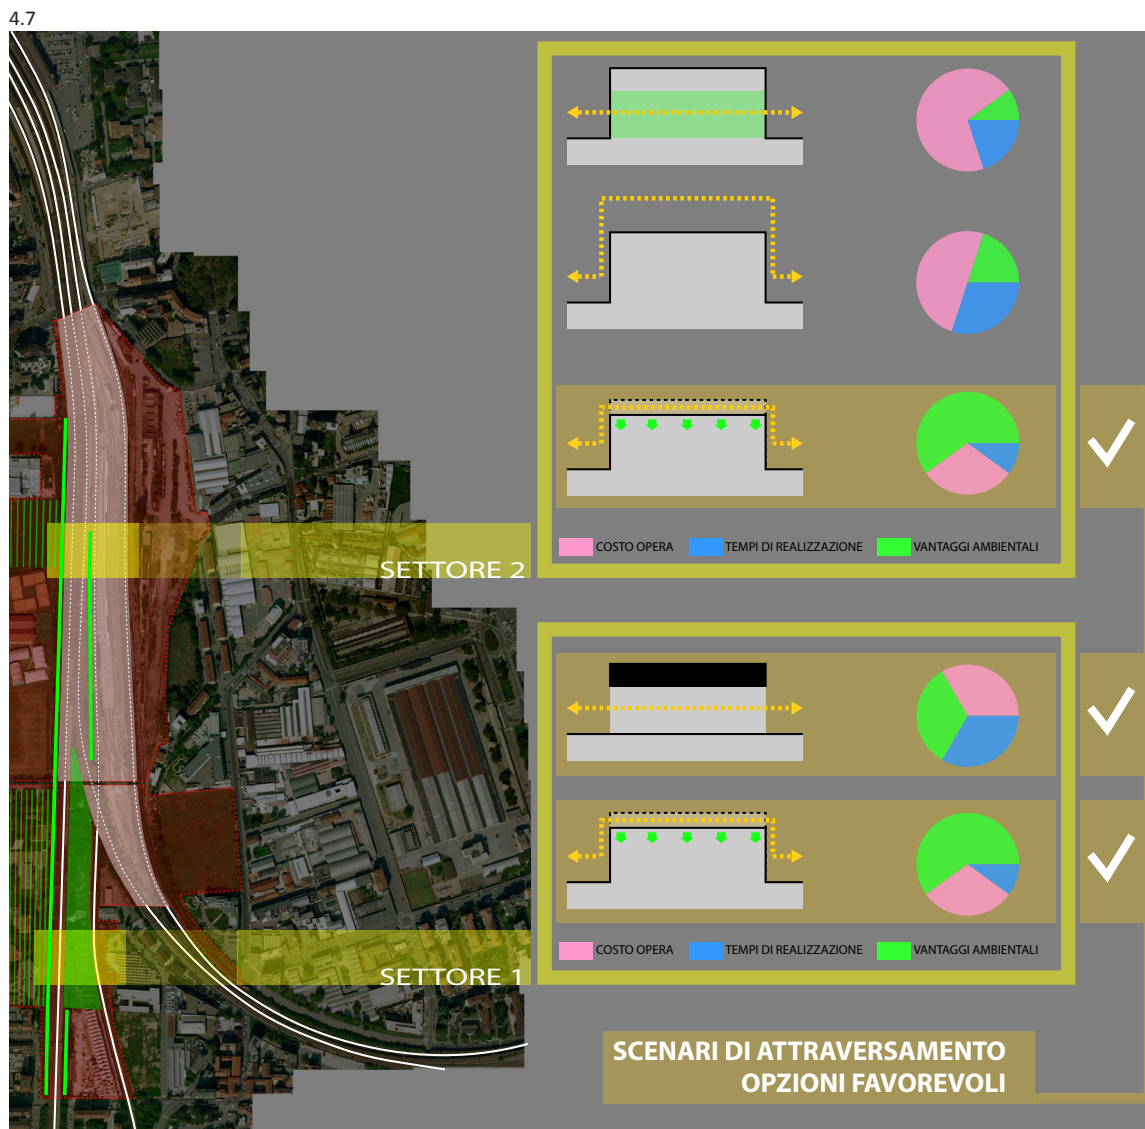 4.7
COSTO OPERA TEMPI DI REALIZZAZIONE VANTAGGI AMBIENTALI
SETTORE 2
COSTO OPERA TEMPI DI REALIZZAZIONE VANTAGGI AMBIENTALI
SETTORE 1
SCENARI DI ATTRAVERSAMENTO
OPZIONI FAVOREVOLI